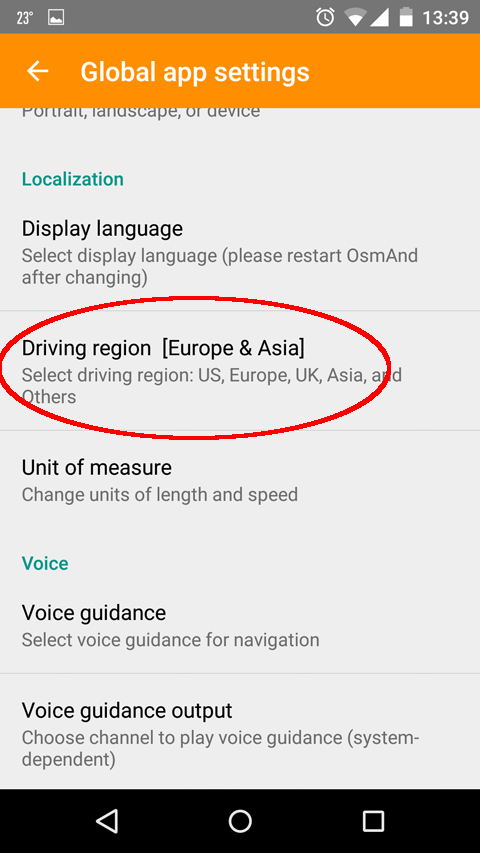 23°
13:39
Global app settings
Portrait, landscape, or device
Localization
Display language
Select display language (please restart OsmAnd
after changing)
Driving region  [Europe & Asia]
Select driving region: US, Europe, UK, Asia, and
Others
Unit of measure
Change units of length and speed
Voice
Voice guidance
Select voice guidance for navigation
Voice guidance output
Choose channel to play voice guidance (system-
dependent)